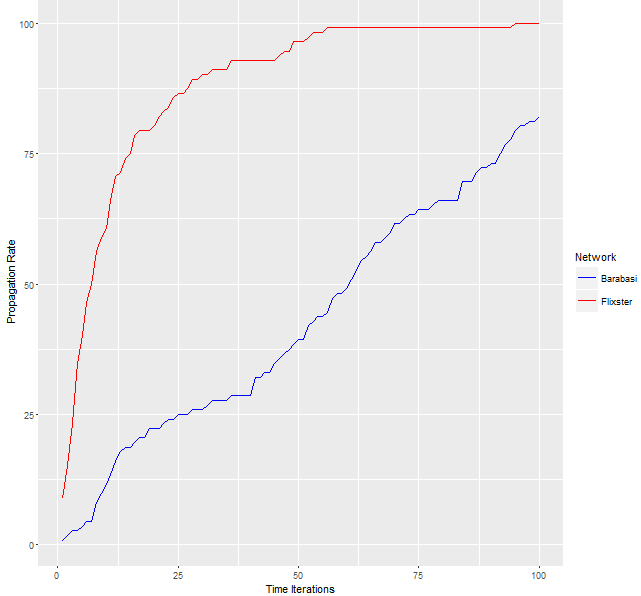 100
75
50
25
0
Propagation Rate
0 25 50 75 100
Time Iterations
Network
Barabasi
Flixster